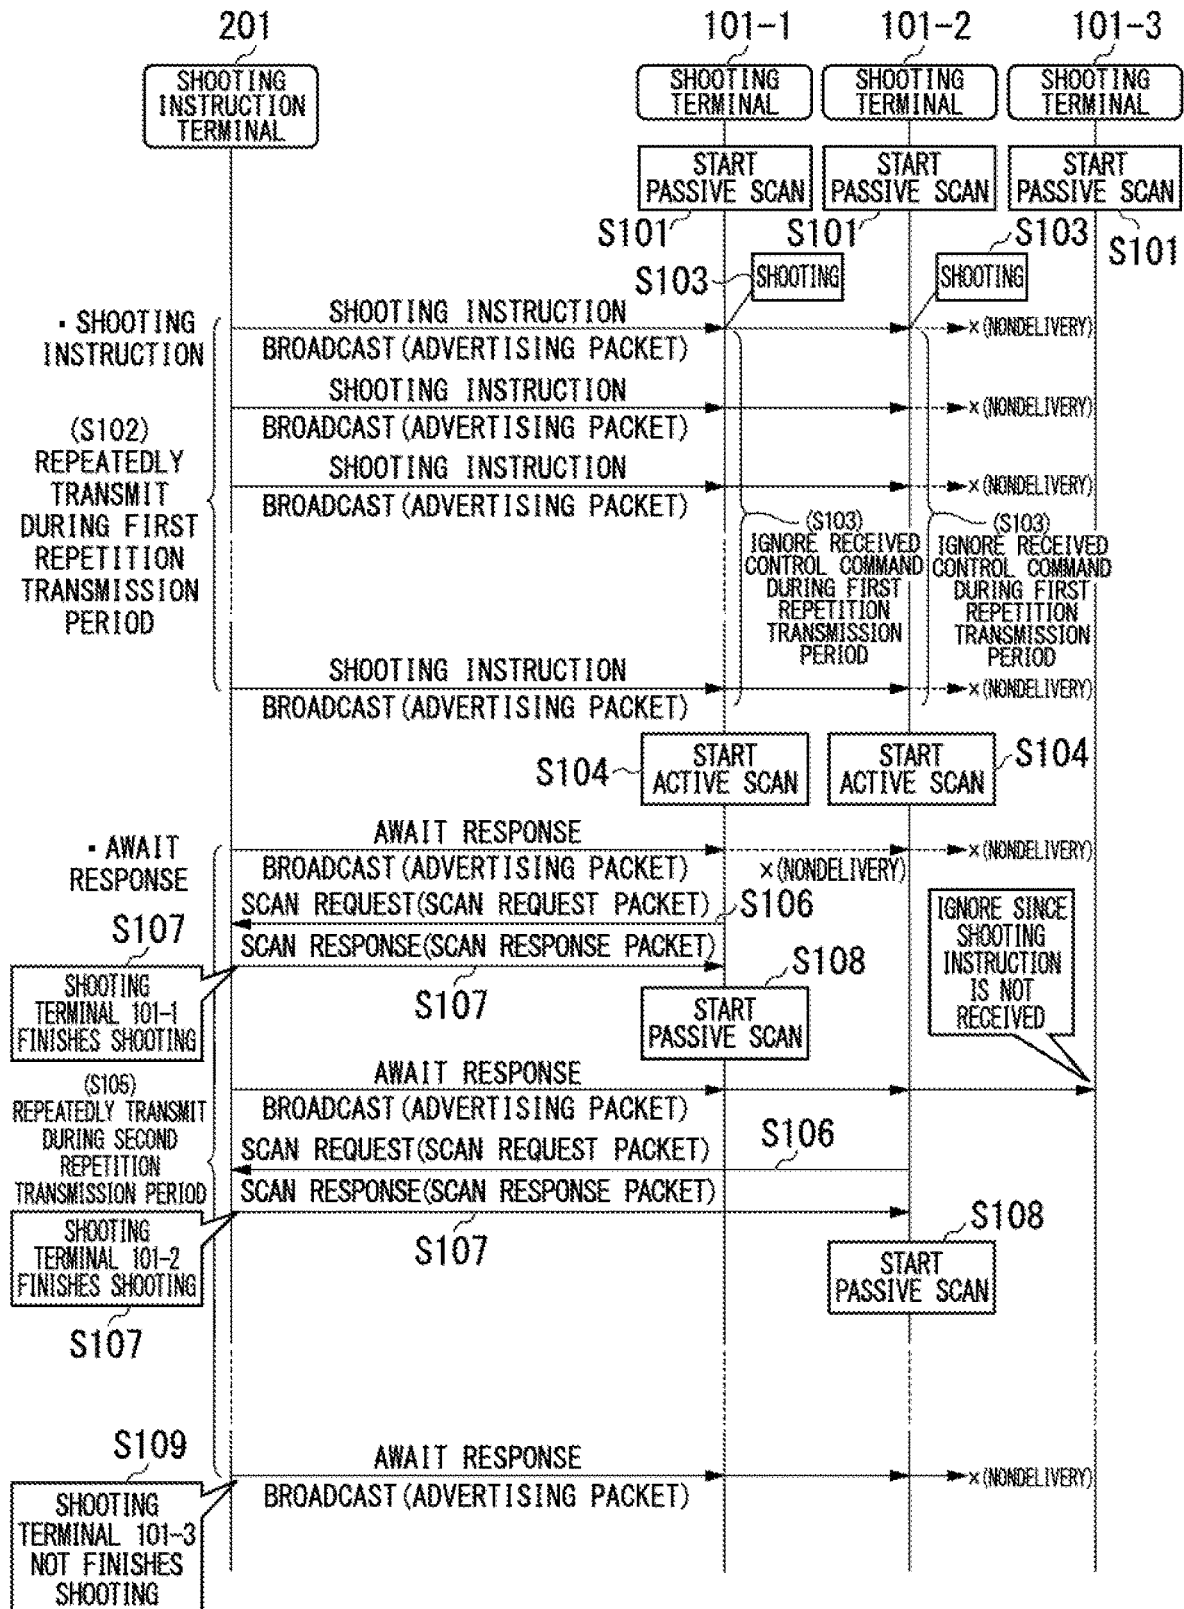 201
101-1
101-2
101-3
SHOOTING
INSTRUCTION
TERMINAL
SHOOTING
TERMINAL
SHOOTING
TERMINAL
SHOOTING
TERMINAL
START
PASSIVE SCAN
START
PASSIVE SCAN
START
PASSIVE SCAN
S101
S101
S101
S103
SHOOTING
S103
SHOOTING
・SHOOTING
INSTRUCTION
SHOOTING INSTRUCTION
BROADCAST(ADVERTISING PACKET)
×(NONDELIVERY)
SHOOTING INSTRUCTION
BROADCAST(ADVERTISING PACKET)
×(NONDELIVERY)
(S102)
REPEATEDLY
TRANSMIT
DURING FIRST
REPETITION
TRANSMISSION
PERIOD
SHOOTING INSTRUCTION
BROADCAST(ADVERTISING PACKET)
×(NONDELIVERY)
(S103)
IGNORE RECEIVED
CONTROL COMMAND
DURING FIRST
REPETITION
TRANSMISSION
PERIOD
(S103)
IGNORE RECEIVED
CONTROL COMMAND
DURING FIRST
REPETITION
TRANSMISSION
PERIOD
SHOOTING INSTRUCTION
BROADCAST(ADVERTISING PACKET)
×(NONDELIVERY)
S104
START
ACTIVE SCAN
START
ACTIVE SCAN
S104
・AWAIT
RESPONSE
AWAIT RESPONSE
BROADCAST(ADVERTISING PACKET)
×(NONDELIVERY)
×(NONDELIVERY)
SCAN REQUEST(SCAN REQUEST PACKET)
S106
IGNORE SINCE
SHOOTING
INSTRUCTION
IS NOT
RECEIVED
S107
SCAN RESPONSE(SCAN RESPONSE PACKET)
S107
SHOOTING
TERMINAL 101-1
FINISHES SHOOTING
S108
START
PASSIVE SCAN
AWAIT RESPONSE
BROADCAST(ADVERTISING PACKET)
(S105)
REPEATEDLY TRANSMIT
DURING SECOND
REPETITION
TRANSMISSION PERIOD
SCAN REQUEST(SCAN REQUEST PACKET)
S106
SCAN RESPONSE(SCAN RESPONSE PACKET)
S107
SHOOTING
TERMINAL 101-2
FINISHES SHOOTING
S107
S108
START
PASSIVE SCAN
S109
AWAIT RESPONSE
BROADCAST(ADVERTISING PACKET)
×(NONDELIVERY)
SHOOTING
TERMINAL 101-3
NOT FINISHES
SHOOTING